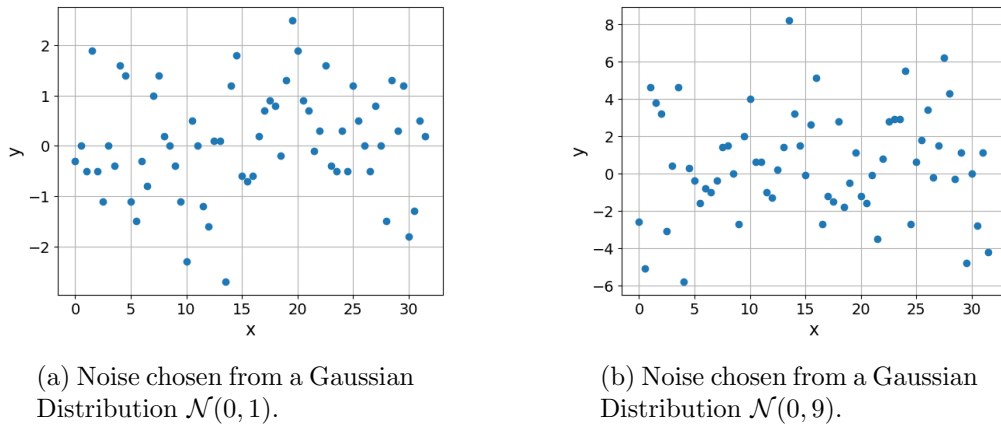 2
1
0
−1
−2
y
0 5 10 15 20 25 30
x
8
6
4
2
0
−2
−4
−6
y
0 5 10 15 20 25 30
x
(a) Noise chosen from a Gaussian
Distribution 𝒩(0, 1).
(b) Noise chosen from a Gaussian
Distribution 𝒩(0, 9).